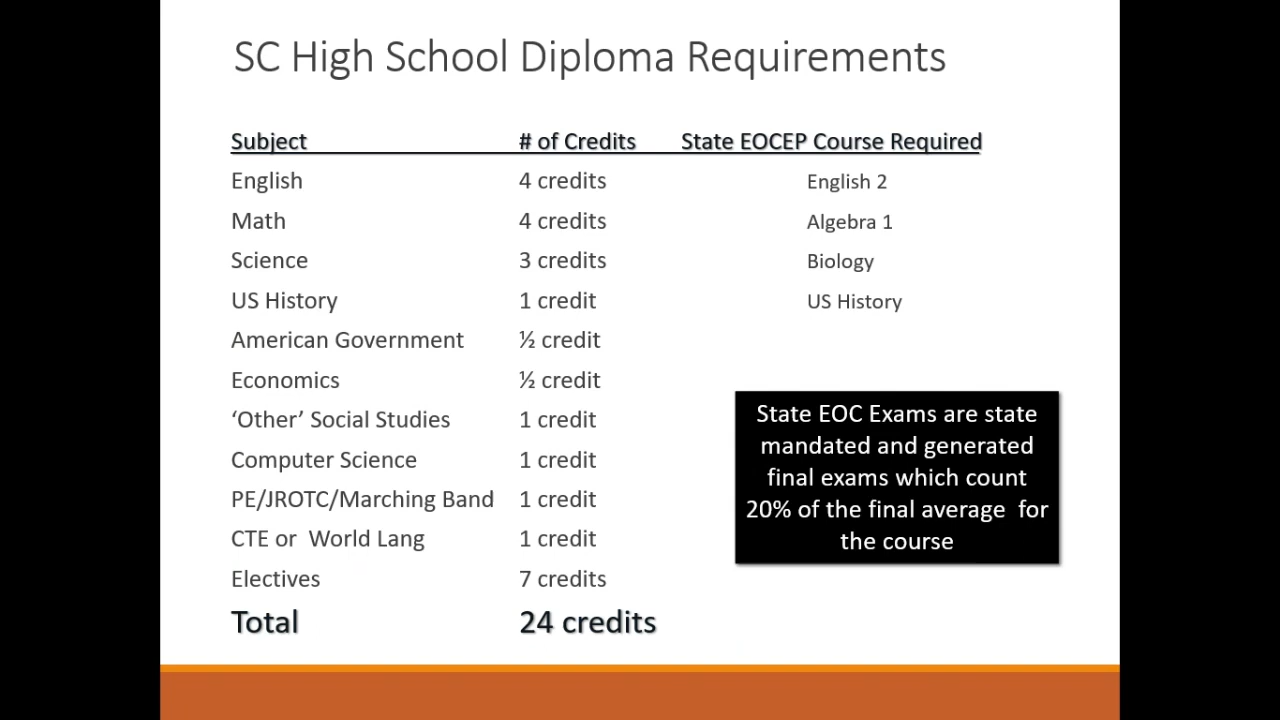 SC High School Diploma Requirements
Subject # of Credits State EOCEP Course Required
English 4 credits English 2
Math 4 credits Algebra 1
Science 3 credits Biology
US History 1 credit US History
American Government ½ credit
Economics ½ credit
‘Other’ Social Studies 1 credit
Computer Science 1 credit
PE/JROTC/Marching Band 1 credit
CTE or World Lang 1 credit
Electives 7 credits
Total 24 credits
State EOC Exams are state
mandated and generated
final exams which count
20% of the final average for
the course